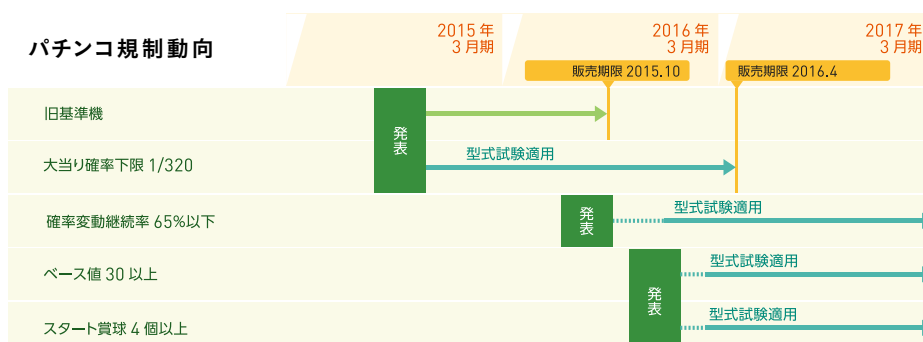 パチンコ規制動向
2015年
3月期
2016年
3月期
2017年
3月期
販売期限 2015.10
販売期限 2016.4
旧基準機
発表
大当り確率下限 1/320
型式試験適用
確率変動継続率 65%以下
発表
型式試験適用
ベース値 30 以上
発表
型式試験適用
スタート賞球 4 個以上
型式試験適用